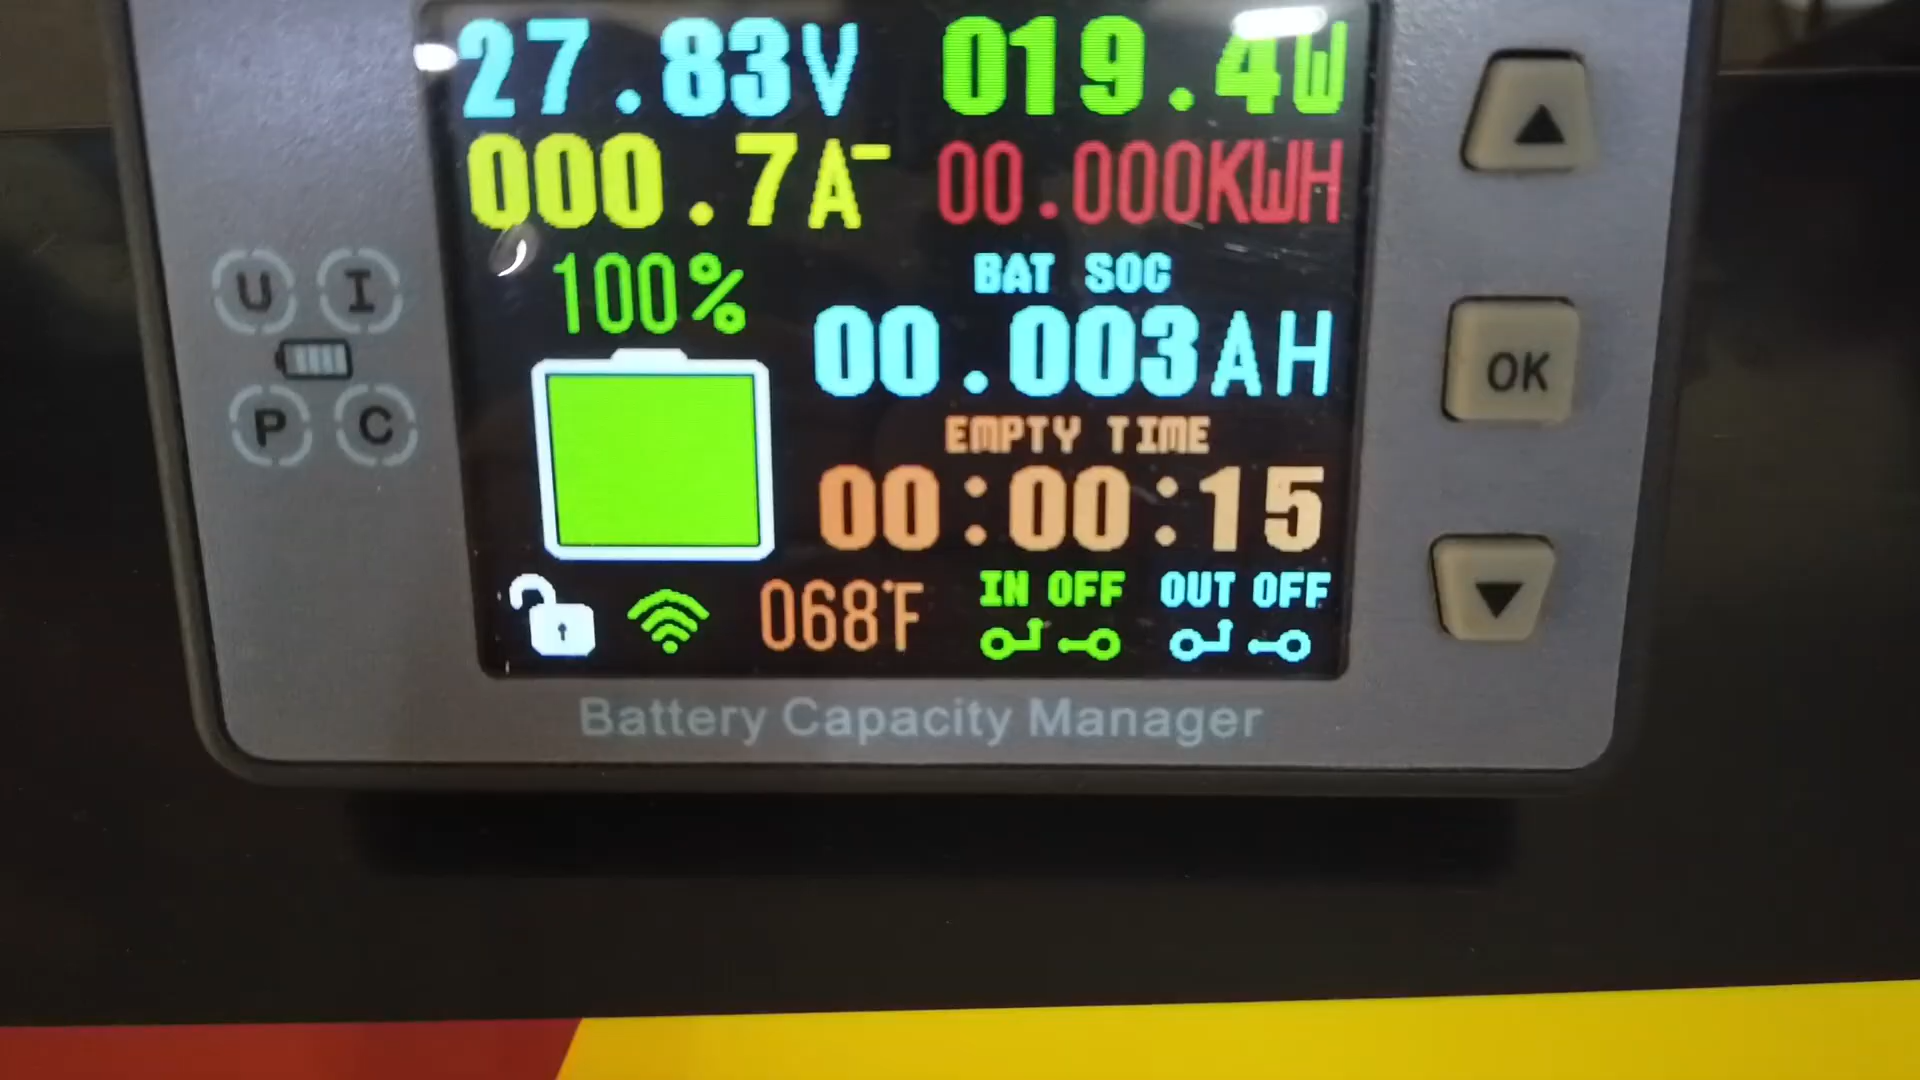 27.83V 019.4W
000.7A- 00.000KWH
100%
BAT SOC
00.003AH
EMPTY TIME
00:00:15
068°F IN OFF OUT OFF
U I
P C
▲
OK
▼
Battery Capacity Manager